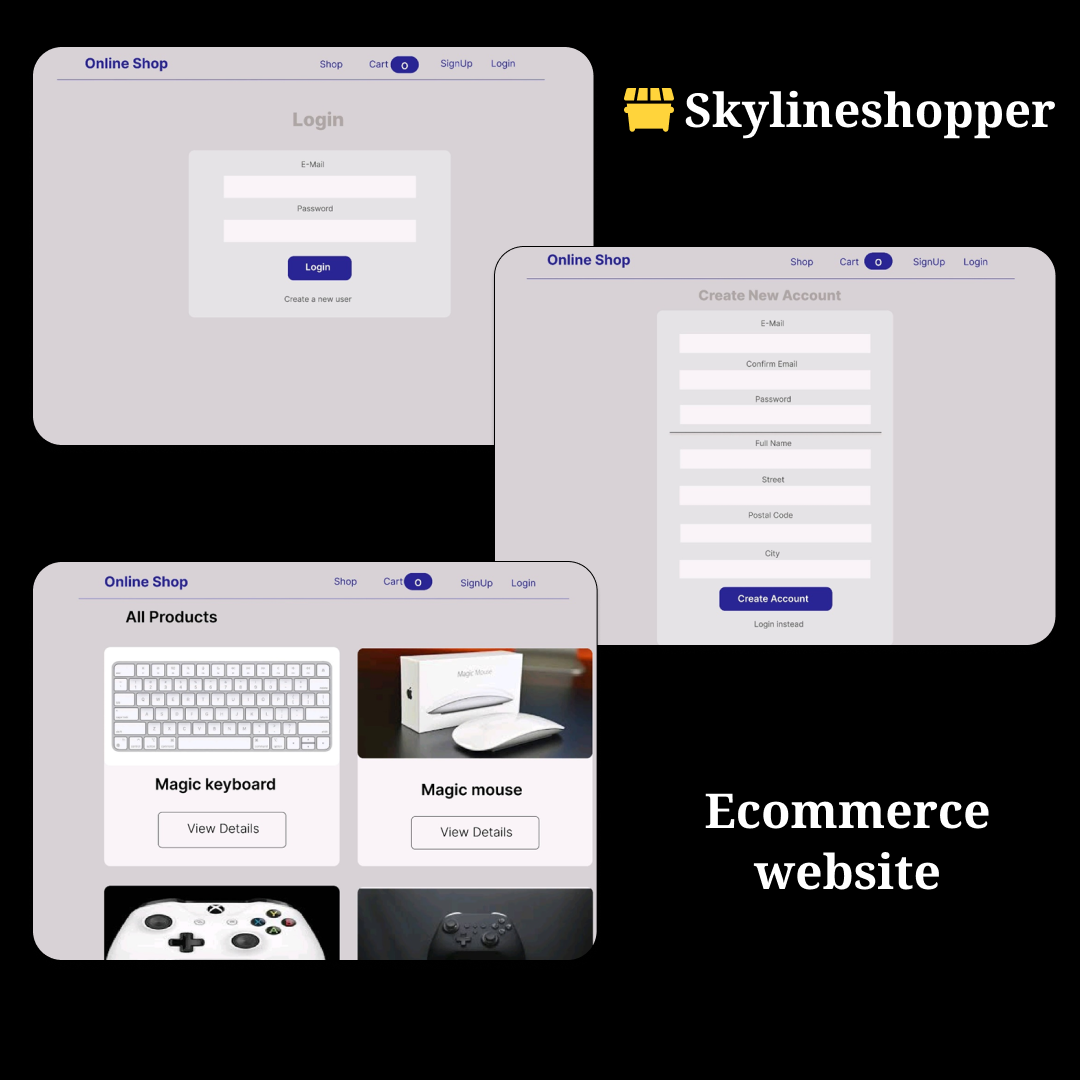 Online Shop
Shop
Cart
0
SignUp
Login
Login
E-Mail
Password
Login
Create a new user
Skylineshopper
Online Shop
Shop
Cart
0
SignUp
Login
Create New Account
E-Mail
Confirm Email
Password
Full Name
Street
Postal Code
City
Create Account
Login instead
Online Shop
Shop
Cart
0
SignUp
Login
All Products
Magic Mouse
Magic keyboard
View Details
Magic mouse
View Details
X
Y
B
A
Ecommerce
website